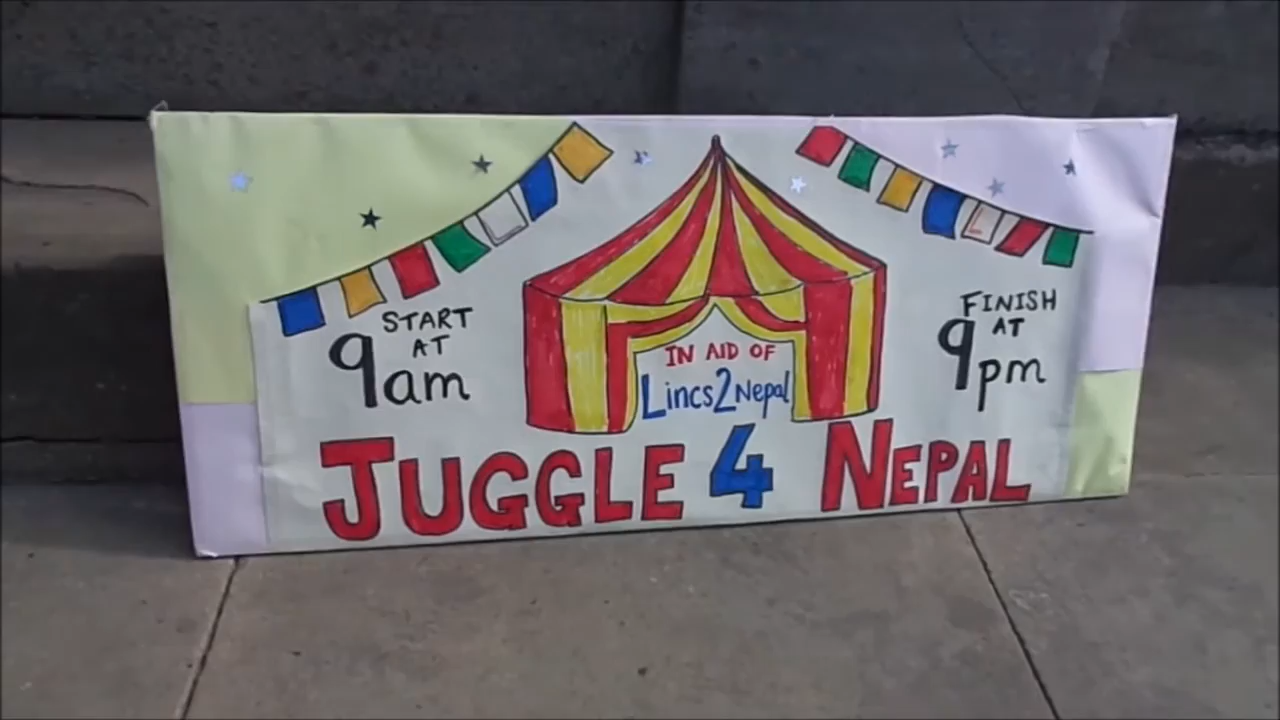 START
AT
9am
FINISH
AT
9pm
IN AID OF
Lincs2Nepal
JUGGLE 4 NEPAL